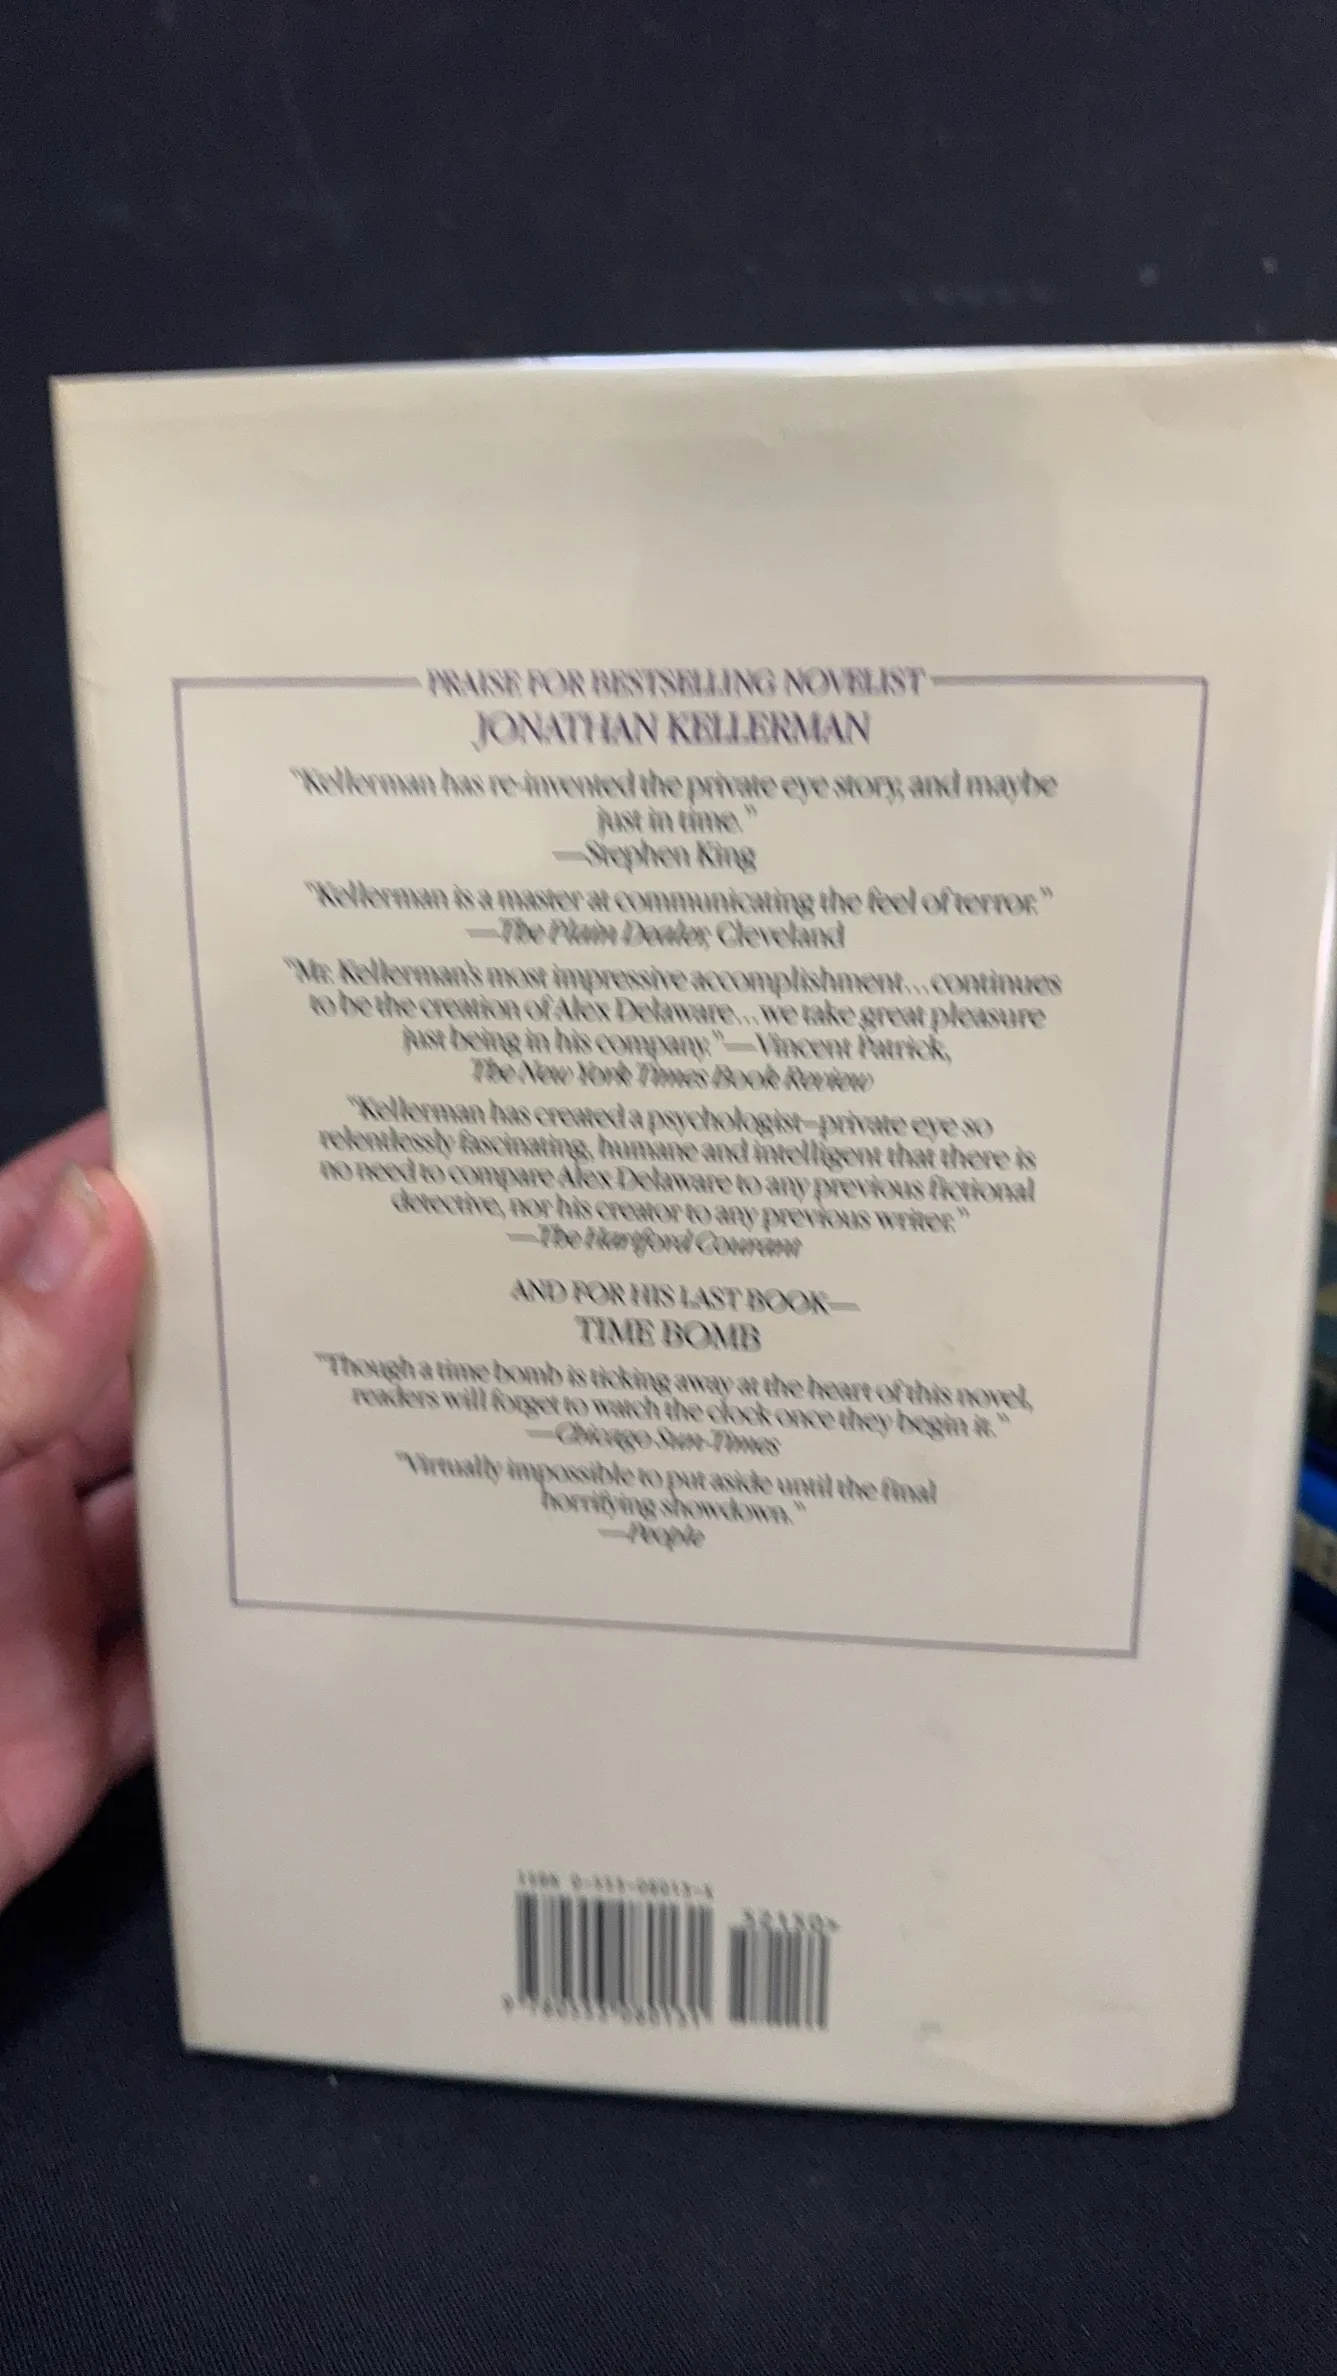 PRAISE FOR BESTSELLING NOVELIST
JONATHAN KELLERMAN
"Kellerman has re-invented the private eye story, and maybe
just in time."
—Stephen King
"Kellerman is a master at communicating the feel of terror."
—The Plain Dealer, Cleveland
"Mr. Kellerman's most impressive accomplishment...continues
to be the creation of Alex Delaware...we take great pleasure
just being in his company."—Vincent Patrick,
The New York Times Book Review
"Kellerman has created a psychologist–private eye so
relentlessly fascinating, humane and intelligent that there is
no need to compare Alex Delaware to any previous fictional
detective, nor his creator to any previous writer."
—The Hartford Courant
AND FOR HIS LAST BOOK—
TIME BOMB
"Though a time bomb is ticking away at the heart of this novel,
readers will forget to watch the clock once they begin it."
—Chicago Sun-Times
"Virtually impossible to put aside until the final
horrifying showdown."
—People
ISBN